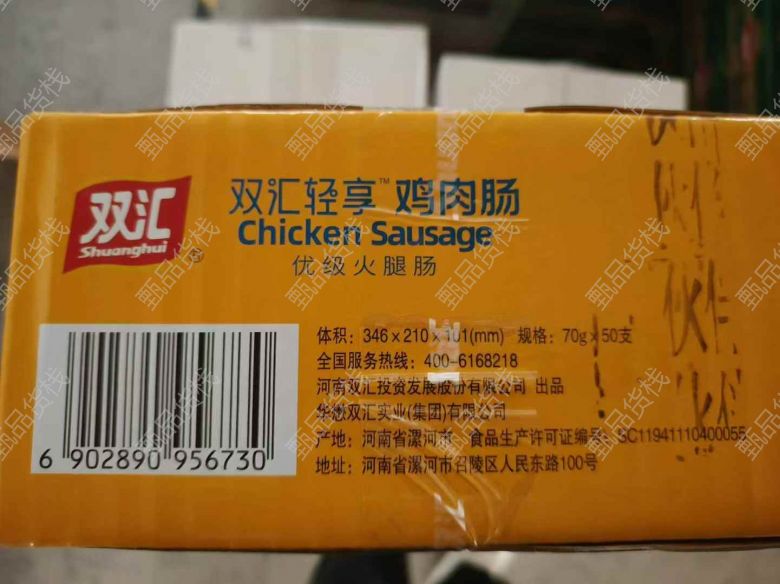 双汇
Shuanghui
双汇轻享™ 鸡肉肠
Chicken Sausage
优级火腿肠
体积：346×210×101(mm) 规格：70g×50支
全国服务热线：400-6168218
河南双汇投资发展股份有限公司 出品
华懋双汇实业(集团)有限公司
产地：河南省漯河市 食品生产许可证编号：SC11941110400055
地址：河南省漯河市召陵区人民东路100号
6 902890 956730
甄品货栈